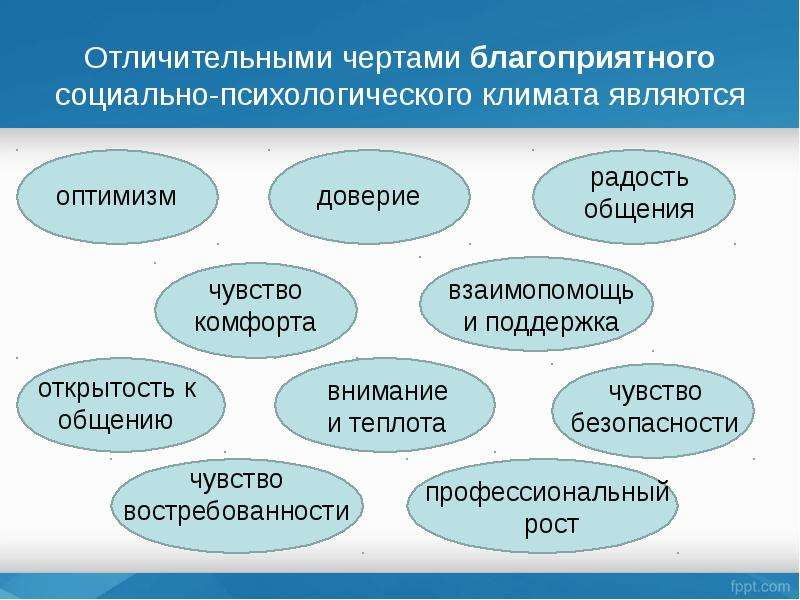 Отличительными чертами благоприятного
социально-психологического климата являются
оптимизм
доверие
радость
общения
чувство
комфорта
взаимопомощь
и поддержка
открытость к
общению
внимание
и теплота
чувство
безопасности
чувство
востребованности
профессиональный
рост
fppt.com